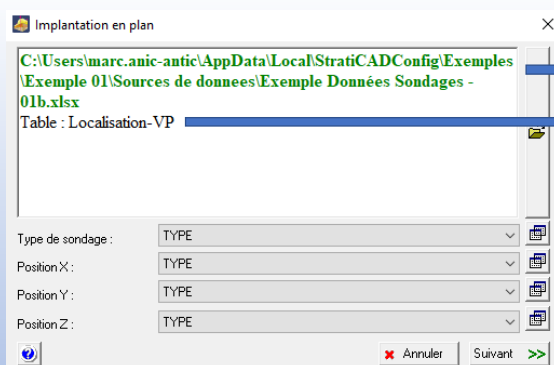 Implantation en plan
C:\Users\marc.anic-antic\AppData\Local\StratiCADConfig\Exemples
\Exemple 01\Sources de donnees\Exemple Données Sondages -
01b.xlsx
Table : Localisation-VP
Type de sondage : TYPE
Position X : TYPE
Position Y : TYPE
Position Z : TYPE
Annuler Suivant >>